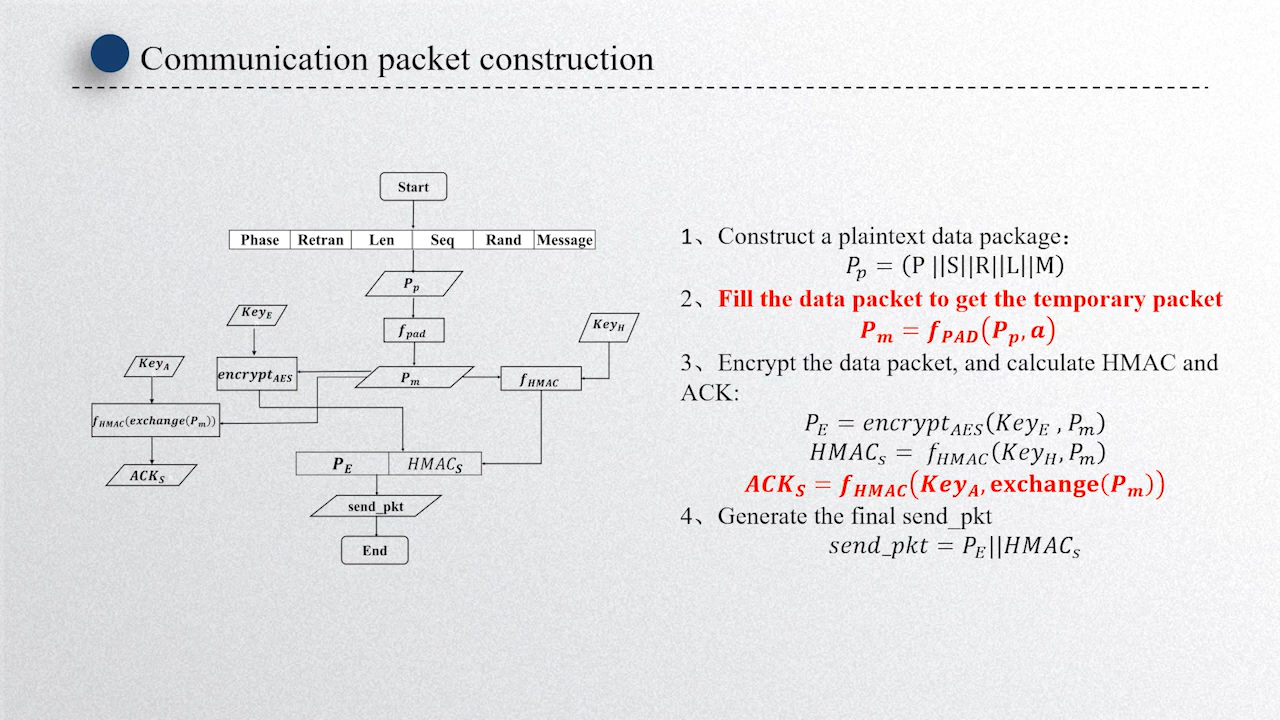 Communication packet construction
Start
Phase Retran Len Seq Rand Message
P_p
Key_E
f_pad
Key_H
Key_A
encrypt_AES
P_m
f_HMAC
f_HMAC(exchange(P_m))
P_E HMAC_S
ACK_S
send_pkt
End
1、Construct a plaintext data package：
P_p = (P ||S||R||L||M)
2、Fill the data packet to get the temporary packet
P_m = f_PAD(P_p, a)
3、Encrypt the data packet, and calculate HMAC and
ACK:
P_E = encrypt_AES(Key_E , P_m)
HMAC_s = f_HMAC(Key_H, P_m)
ACK_S = f_HMAC(Key_A, exchange(P_m))
4、Generate the final send_pkt
send_pkt = P_E||HMAC_s